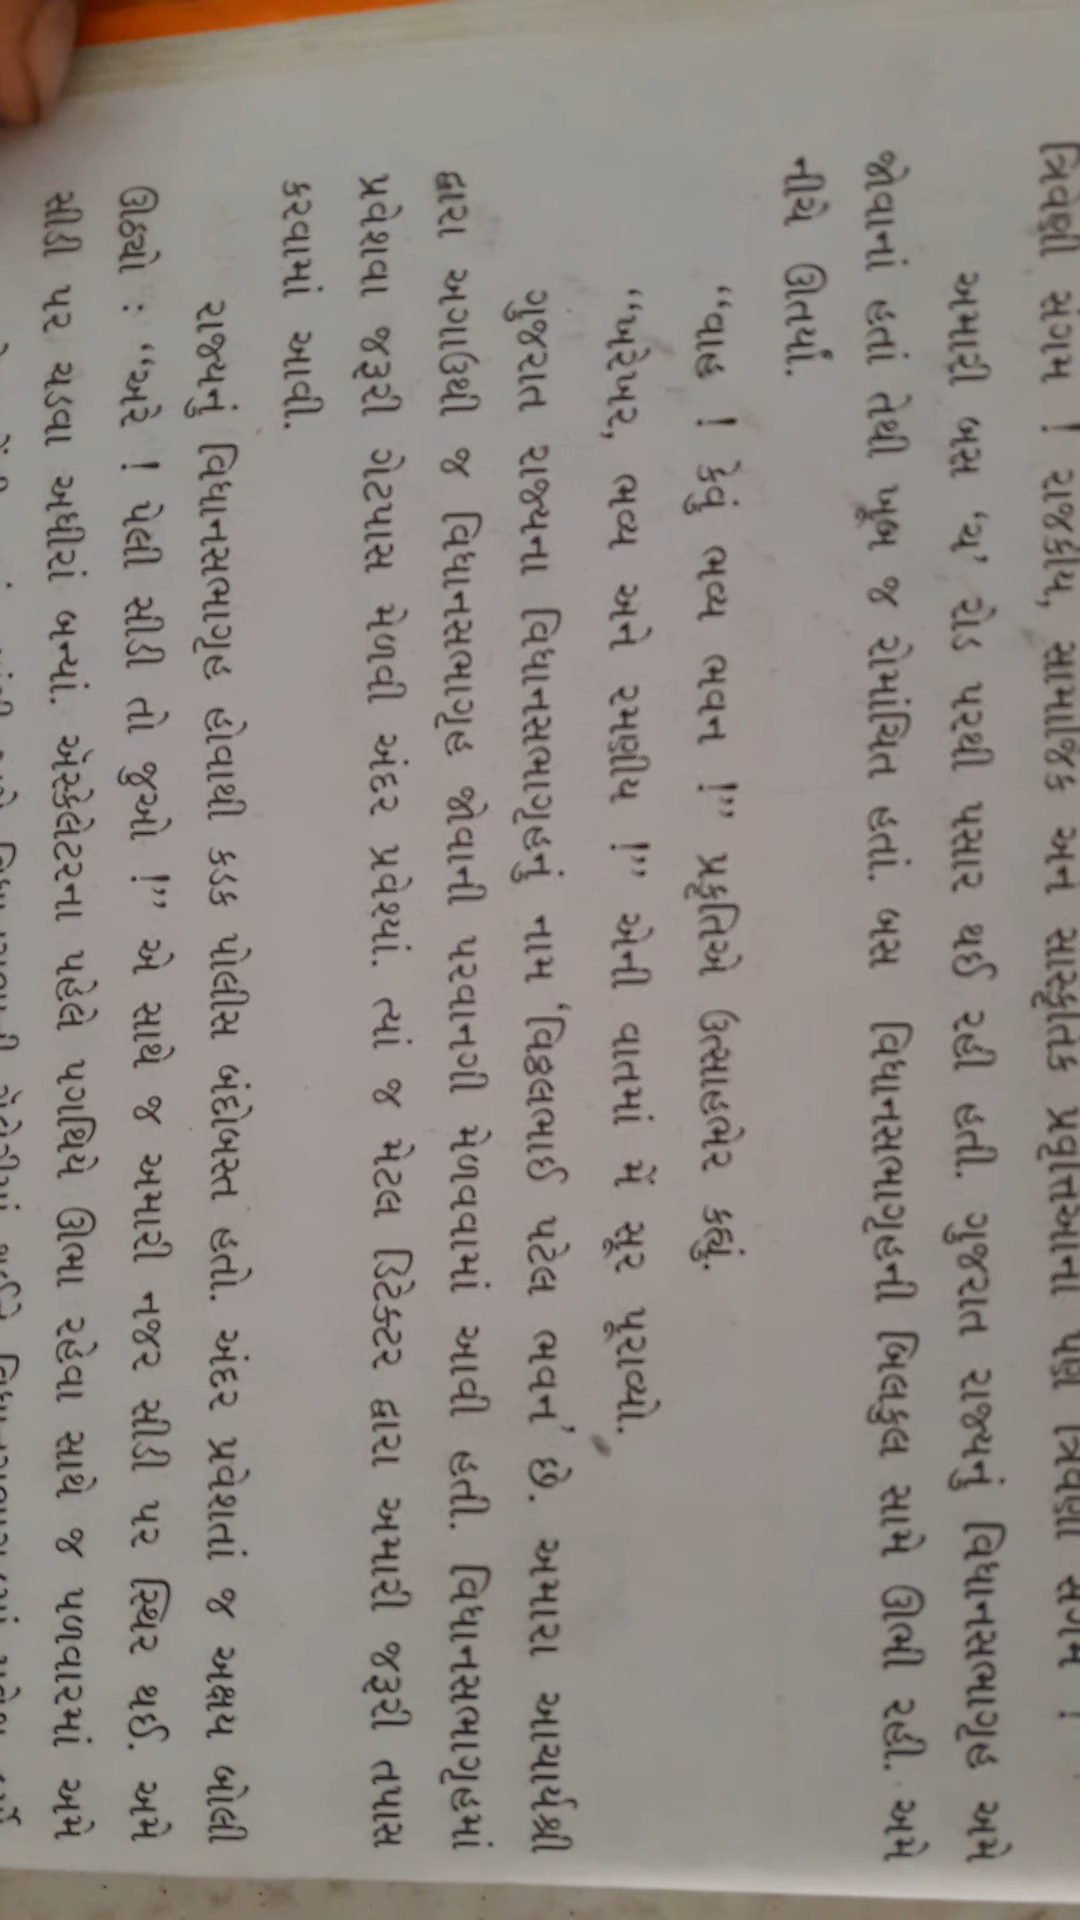 ત્રિવેણી સંગમ ! રાજકીય, સામાજિક અને સાંસ્કૃતિક પ્રવૃત્તિઓનો પણ ત્રિવેણી સંગમ !
અમારી બસ ‘ચ’ રોડ પરથી પસાર થઈ રહી હતી. ગુજરાત રાજ્યનું વિધાનસભાગૃહ અમે
જોવાનાં હતાં તેથી ખૂબ જ રોમાંચિત હતાં. બસ વિધાનસભાગૃહની બિલકુલ સામે ઊભી રહી. અમે
નીચે ઊતર્યાં.
“વાહ ! કેવું ભવ્ય ભવન !” પ્રકૃતિએ ઉત્સાહભેર કહ્યું.
“ખરેખર, ભવ્ય અને રમણીય !” એની વાતમાં મેં સૂર પૂરાવ્યો.
ગુજરાત રાજ્યના વિધાનસભાગૃહનું નામ ‘વિઠ્ઠલભાઈ પટેલ ભવન’ છે. અમારા આચાર્યશ્રી
દ્વારા અગાઉથી જ વિધાનસભાગૃહ જોવાની પરવાનગી મેળવવામાં આવી હતી. વિધાનસભાગૃહમાં
પ્રવેશવા જરૂરી ગેટપાસ મેળવી અંદર પ્રવેશ્યાં. ત્યાં જ મેટલ ડિટેક્ટર દ્વારા અમારી જરૂરી તપાસ
કરવામાં આવી.
રાજ્યનું વિધાનસભાગૃહ હોવાથી કડક પોલીસ બંદોબસ્ત હતો. અંદર પ્રવેશતાં જ અક્ષય બોલી
ઊઠ્યો : “અરે ! પેલી સીડી તો જુઓ !” એ સાથે જ અમારી નજર સીડી પર સ્થિર થઈ. અમે
સીડી પર ચડવા અધીરાં બન્યાં. એસ્કેલેટરના પહેલે પગથિયે ઊભા રહેવા સાથે જ પળવારમાં અમે